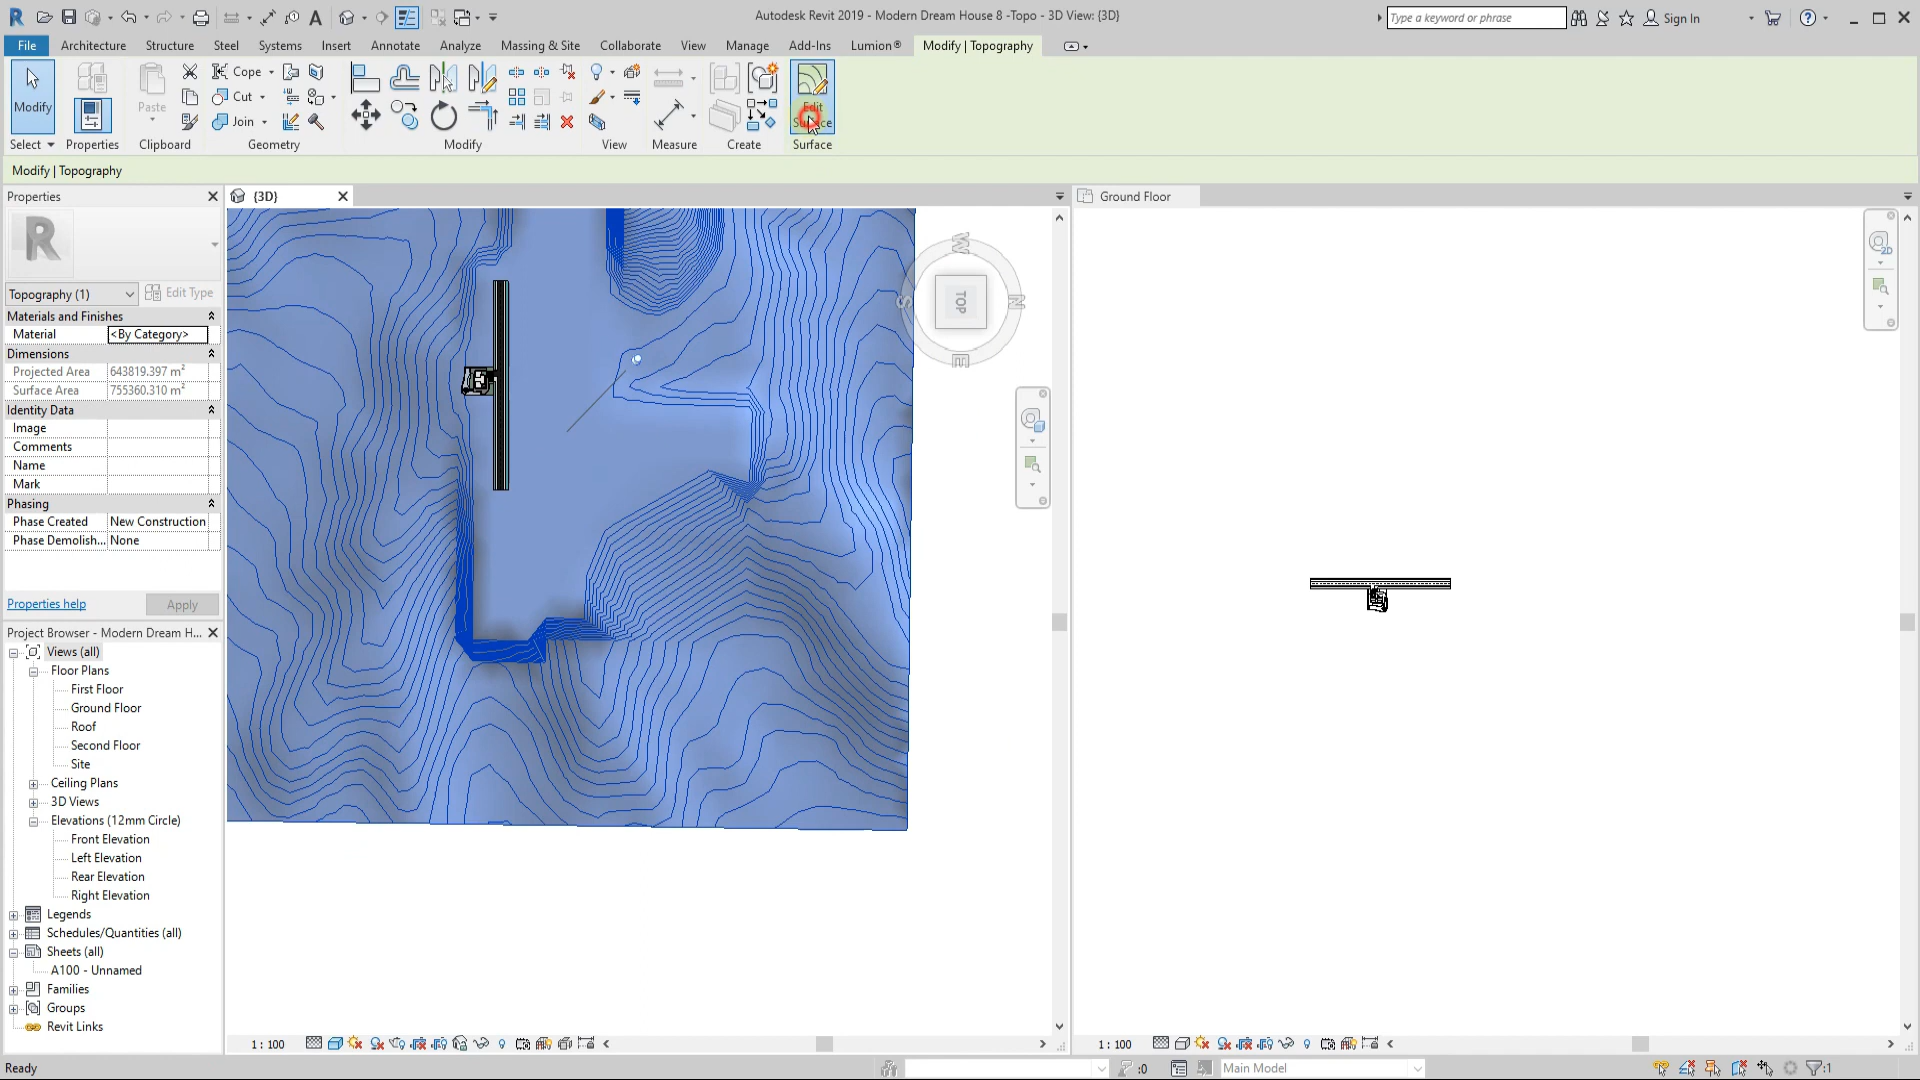 Autodesk Revit 2019 - Modern Dream House 8 -Topo - 3D View: {3D}
Type a keyword or phrase
Sign In
File Architecture Structure Steel Systems Insert Annotate Analyze Massing & Site Collaborate View Manage Add-Ins Lumion® Modify | Topography
Modify
Paste
Cope
Cut
Join
Edit
Surface
Select Properties Clipboard Geometry Modify View Measure Create Surface
Modify | Topography
Properties
{3D}
Ground Floor
Topography (1)
Edit Type
Materials and Finishes
Material <By Category>
Dimensions
Projected Area 643819.397 m²
Surface Area 755360.310 m²
Identity Data
Image
Comments
Name
Mark
Phasing
Phase Created New Construction
Phase Demolish... None
Properties help
Apply
Project Browser - Modern Dream H...
Views (all)
Floor Plans
First Floor
Ground Floor
Roof
Second Floor
Site
Ceiling Plans
3D Views
Elevations (12mm Circle)
Front Elevation
Left Elevation
Rear Elevation
Right Elevation
Legends
Schedules/Quantities (all)
Sheets (all)
A100 - Unnamed
Families
Groups
Revit Links
W
S
N
E
TOP
2D
1 : 100
1 : 100
Ready
:0
Main Model
:1